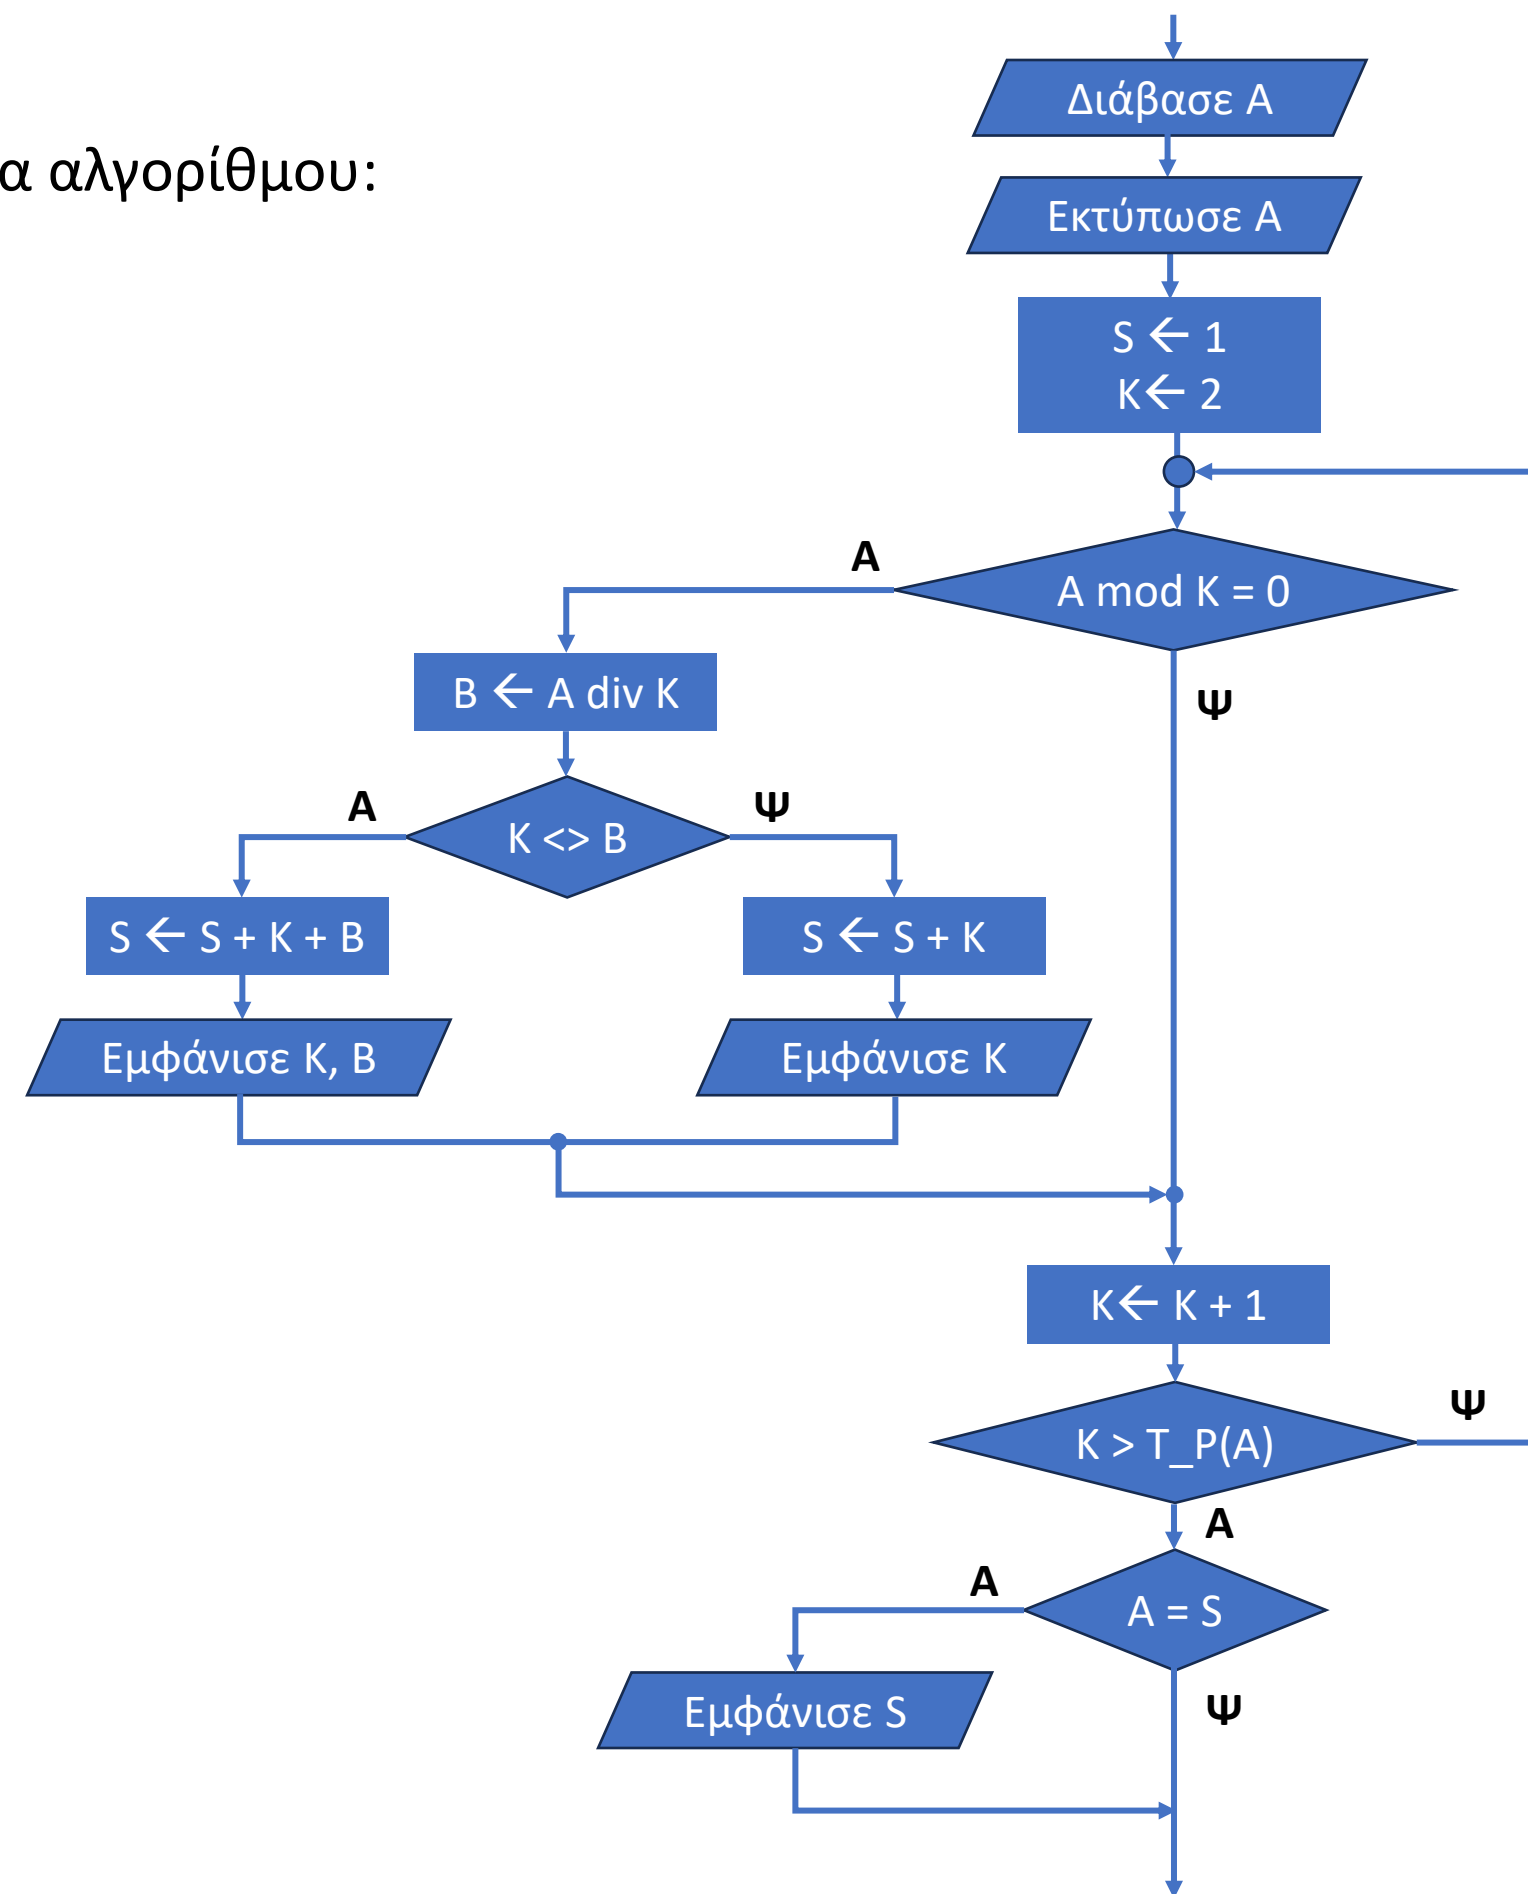 α αλγορίθμου:
Διάβασε Α
Εκτύπωσε Α
S ← 1
K ← 2
A mod K = 0
Α
Ψ
B ← A div K
K <> B
Α
Ψ
S ← S + K + B
S ← S + K
Εμφάνισε K, B
Εμφάνισε K
K ← K + 1
K > T_P(A)
Ψ
Α
A = S
Α
Ψ
Εμφάνισε S